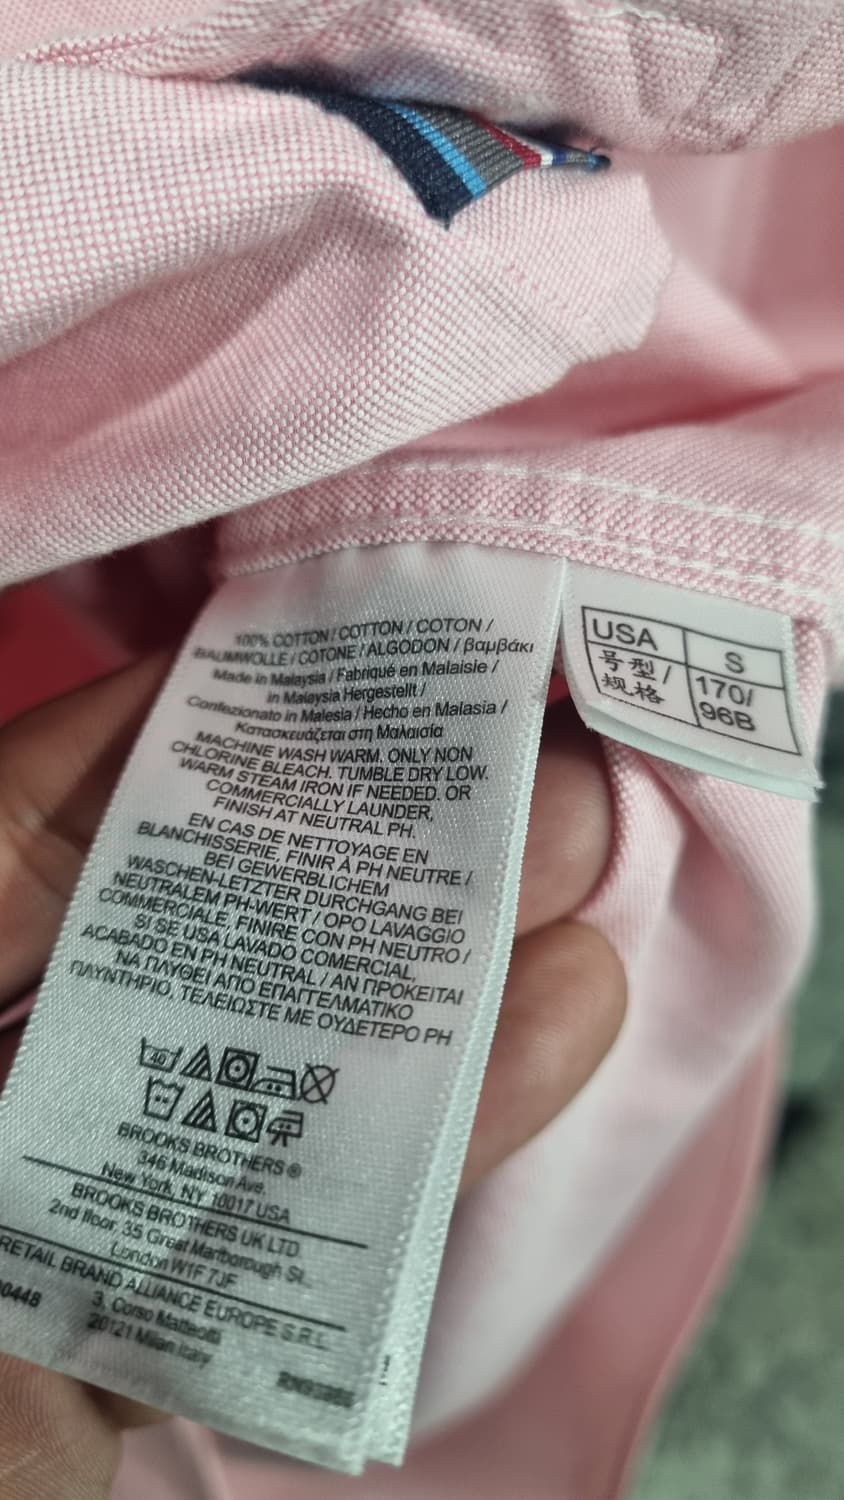 100% COTTON / COTTON / COTON /
BAUMWOLLE / COTONE / ALGODON / βαμβάκι
Made in Malaysia / Fabriqué en Malaisie /
in Malaysia Hergestellt /
Confezionato in Malesia / Hecho en Malasia /
Κατασκευάζεται στη Μαλαισία
MACHINE WASH WARM. ONLY NON
CHLORINE BLEACH. TUMBLE DRY LOW.
WARM STEAM IRON IF NEEDED. OR
COMMERCIALLY LAUNDER,
FINISH AT NEUTRAL PH.
EN CAS DE NETTOYAGE EN
BLANCHISSERIE, FINIR À PH NEUTRE /
BEI GEWERBLICHEM
WASCHEN-LETZTER DURCHGANG BEI
NEUTRALEM PH-WERT / OPO LAVAGGIO
COMMERCIALE, FINIRE CON PH NEUTRO /
SI SE USA LAVADO COMERCIAL,
ACABADO EN PH NEUTRAL / ΑΝ ΠΡΟΚΕΙΤΑΙ
ΝΑ ΠΛΥΘΕΙ ΑΠΟ ΕΠΑΓΓΕΛΜΑΤΙΚΟ
ΠΛΥΝΤΗΡΙΟ, ΤΕΛΕΙΩΣΤΕ ΜΕ ΟΥΔΕΤΕΡΟ PH
40
BROOKS BROTHERS ®
346 Madison Ave.
New York, NY 10017 USA
BROOKS BROTHERS UK LTD.
2nd floor, 35 Great Marlborough St.,
London W1F 7JF
RETAIL BRAND ALLIANCE EUROPE S.R.L.
3, Corso Matteotti
20121 Milan Italy
USA S
号型/ 170/
规格 96B